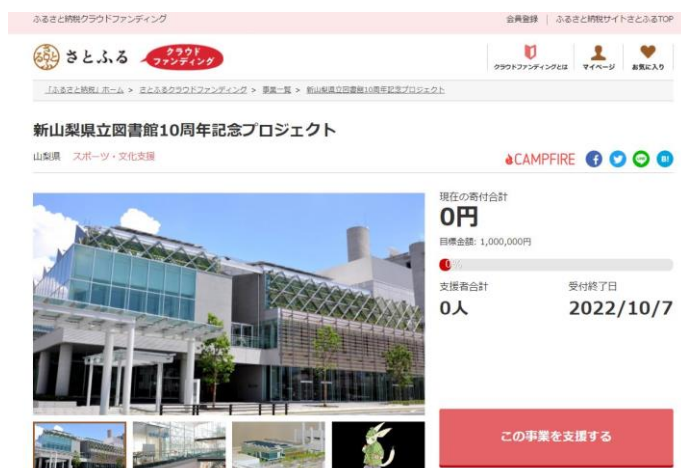 ふるさと納税クラウドファンディング
会員登録 | ふるさと納税サイトさとふるTOP
さとふる クラウドファンディング
クラウドファンディングとは マイページ お気に入り
「ふるさと納税」ホーム > さとふるクラウドファンディング > 事業一覧 > 新山梨県立図書館10周年記念プロジェクト
新山梨県立図書館10周年記念プロジェクト
山梨県 スポーツ・文化支援
CAMPFIRE
現在の寄付合計
0円
目標金額: 1,000,000円
0%
支援者合計 受付終了日
0人 2022/10/7
この事業を支援する